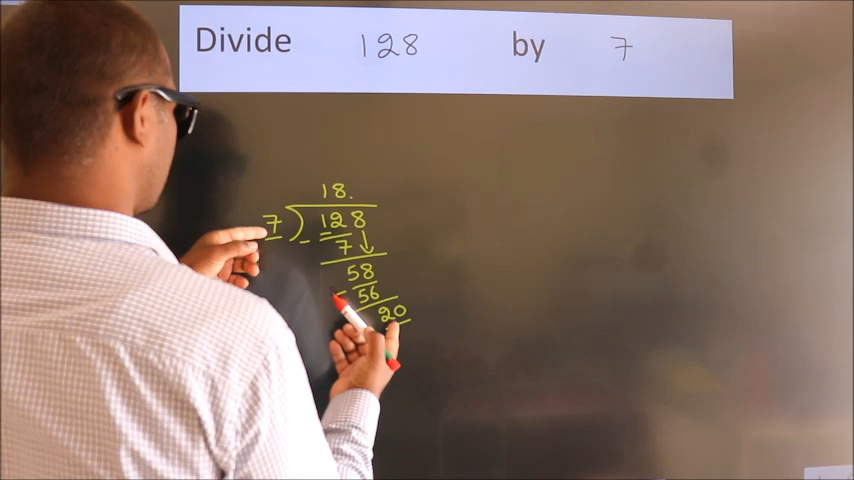 Divide 128 by 7
18.
7 ) 128
- 7 ↓
58
- 56
20